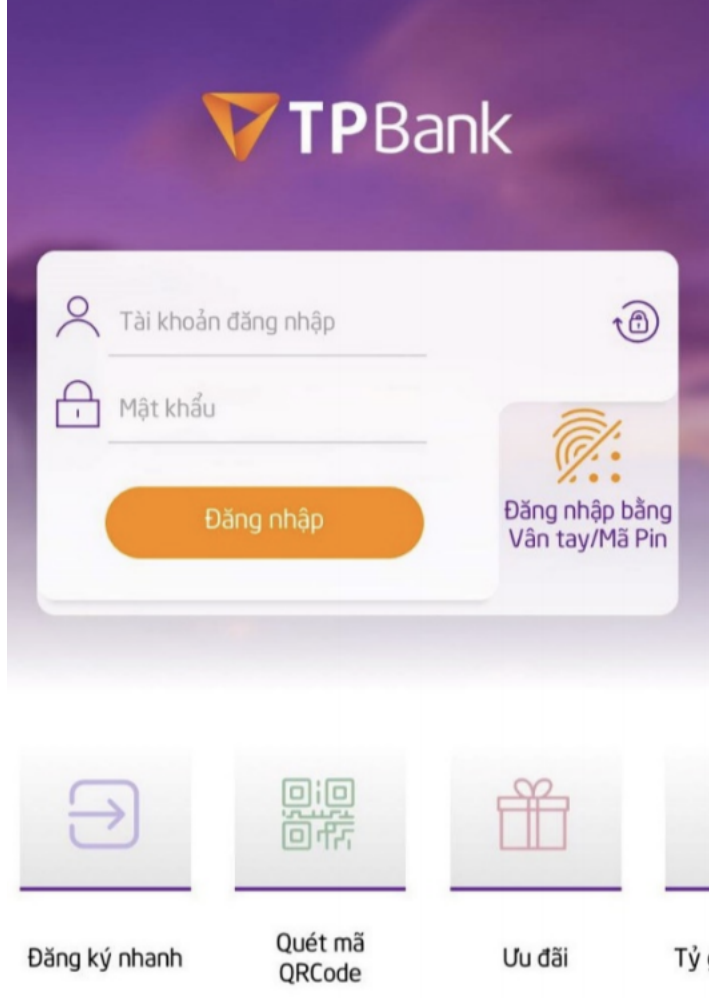 TPBank
Tài khoản đăng nhập
Mật khẩu
Đăng nhập
Đăng nhập bằng
Vân tay/Mã Pin
Đăng ký nhanh
Quét mã
QRCode
Ưu đãi
Tỷ